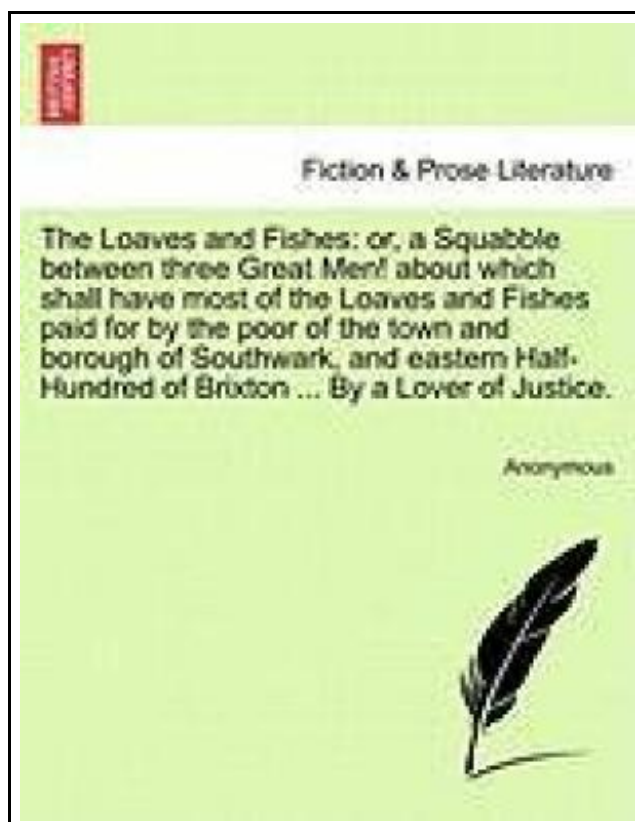 BRITISH
LIBRARY
Fiction & Prose Literature
The Loaves and Fishes: or, a Squabble
between three Great Men! about which
shall have most of the Loaves and Fishes
paid for by the poor of the town and
borough of Southwark, and eastern Half-
Hundred of Brixton ... By a Lover of Justice.
Anonymous